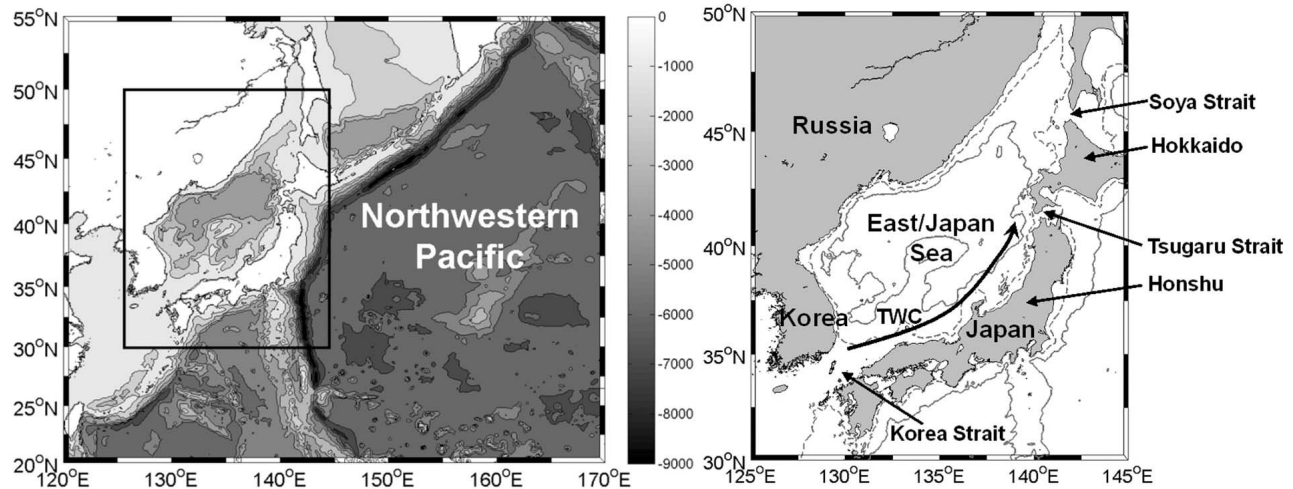 55°N
50°N
45°N
40°N
35°N
30°N
25°N
20°N
120°E
130°E
140°E
150°E
160°E
170°E
Northwestern
Pacific
0
-1000
-2000
-3000
-4000
-5000
-6000
-7000
-8000
-9000
50°N
45°N
40°N
35°N
30°N
125°E
130°E
135°E
140°E
145°E
Russia
East/Japan
Sea
Korea
TWC
Japan
Soya Strait
Hokkaido
Tsugaru Strait
Honshu
Korea Strait